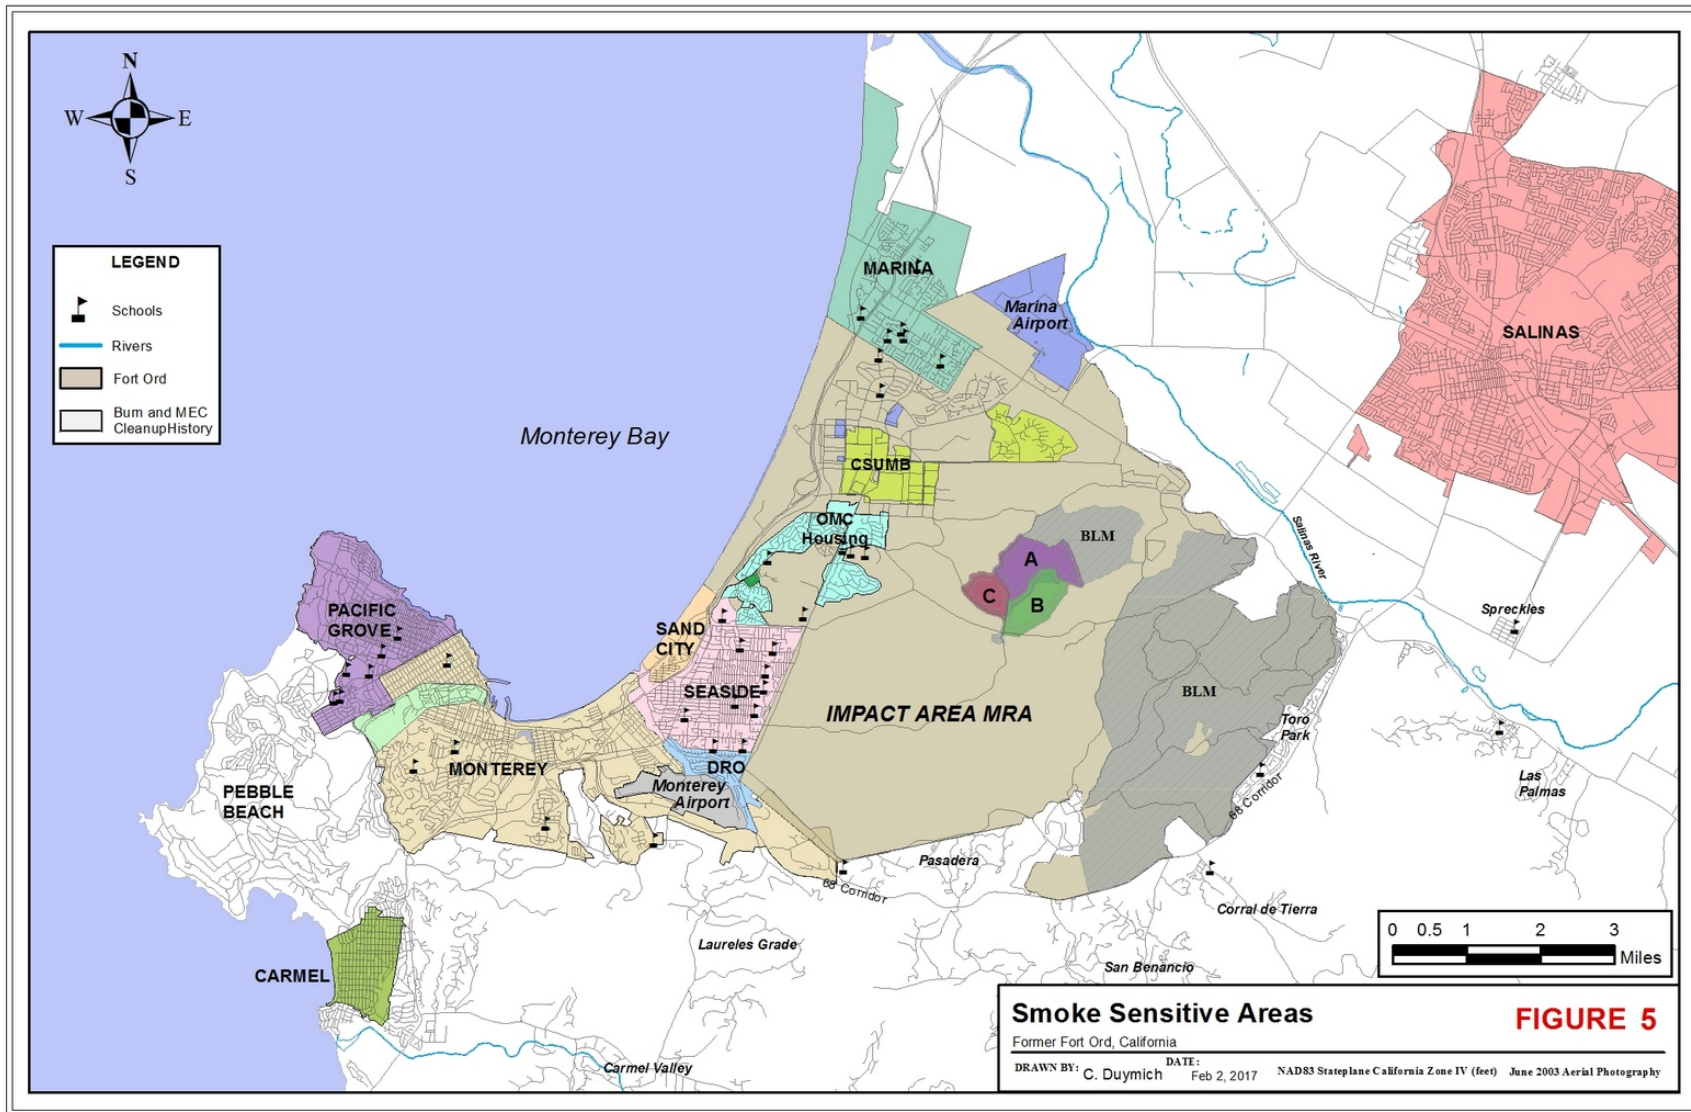 N
W
E
S
LEGEND
Schools
Rivers
Fort Ord
Burn and MEC
CleanupHistory
Monterey Bay
MARINA
Marina
Airport
SALINAS
CSUMB
OMC
Housing
BLM
A
B
C
Salinas River
PACIFIC
GROVE
SAND
CITY
SEASIDE
Spreckles
BLM
IMPACT AREA MRA
Toro
Park
DRO
MONTEREY
Monterey
Airport
PEBBLE
BEACH
Las
Palmas
68 Corridor
Pasadera
68 Corridor
Corral de Tierra
Laureles Grade
San Benancio
CARMEL
Carmel Valley
0 0.5 1 2 3
Miles
Smoke Sensitive Areas
FIGURE 5
Former Fort Ord, California
DRAWN BY: C. Duymich DATE: Feb 2, 2017 NAD83 Stateplane California Zone IV (feet) June 2003 Aerial Photography